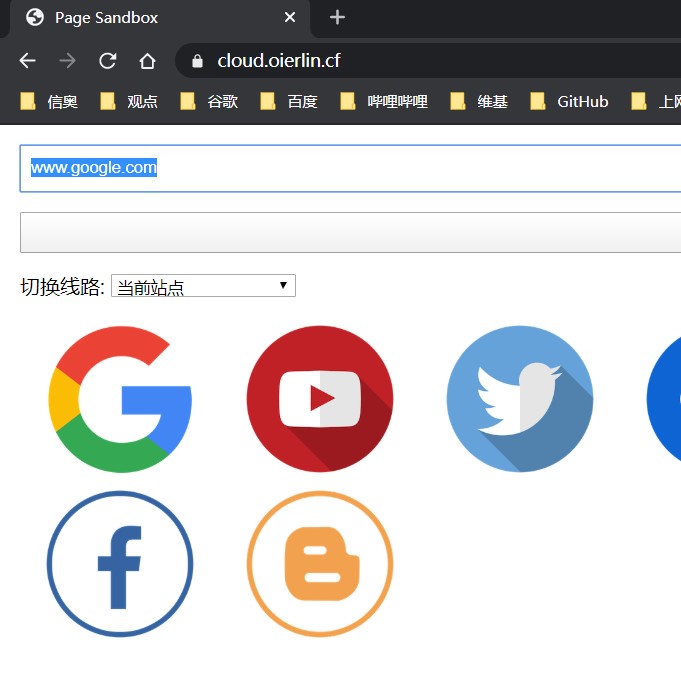 Page Sandbox
cloud.oierlin.cf
信奥 观点 谷歌 百度 哔哩哔哩 维基 GitHub 上网
www.google.com
切换线路: 当前站点